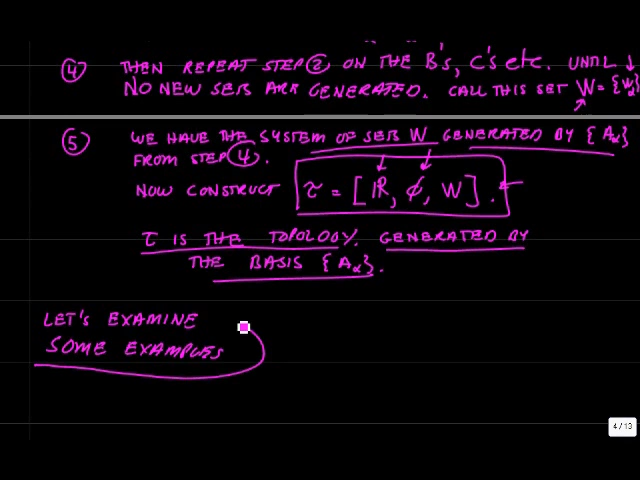 ④ THEN REPEAT STEP ② ON THE B's, C's etc. UNTIL
NO NEW SETS ARE GENERATED. CALL THIS SET W = {Wα}
⑤ WE HAVE THE SYSTEM OF SETS W GENERATED BY {Aα}
FROM STEP ④.
NOW CONSTRUCT τ = [ℝ, ϕ, W].
τ IS THE TOPOLOGY GENERATED BY
THE BASIS {Aα}.
LET'S EXAMINE
SOME EXAMPLES
4 / 13